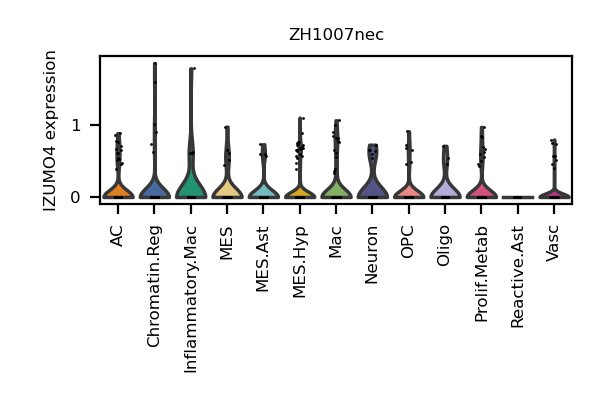 ZH1007nec
IZUMO4 expression
1
0
AC
Chromatin.Reg
Inflammatory.Mac
MES
MES.Ast
MES.Hyp
Mac
Neuron
OPC
Oligo
Prolif.Metab
Reactive.Ast
Vasc